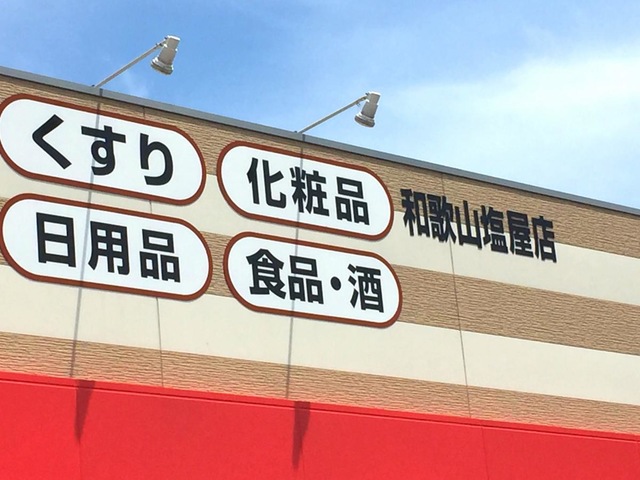 くすり
化粧品
和歌山塩屋店
日用品
食品・酒